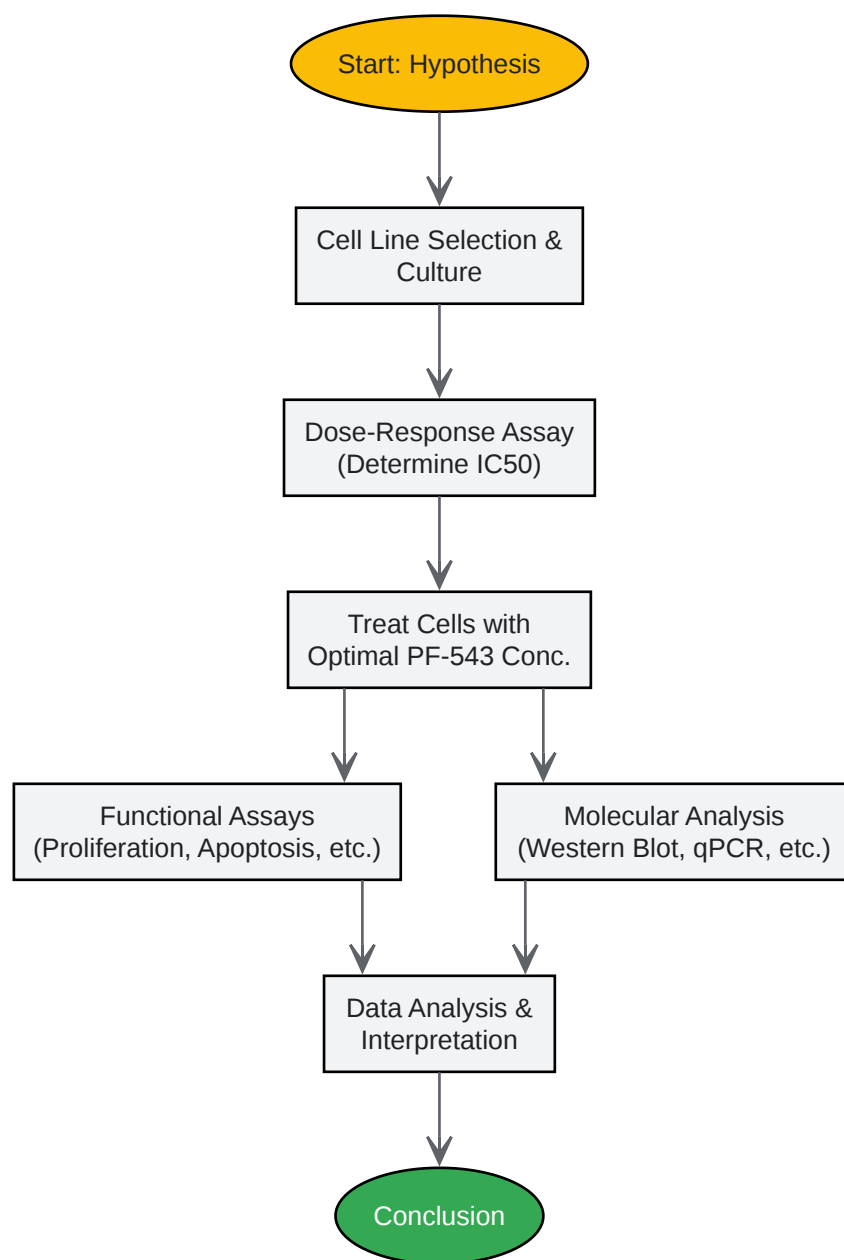 Start: Hypothesis
Cell Line Selection &
Culture
Dose-Response Assay
(Determine IC50)
Treat Cells with
Optimal PF-543 Conc.
Functional Assays
(Proliferation, Apoptosis, etc.)
Molecular Analysis
(Western Blot, qPCR, etc.)
Data Analysis &
Interpretation
Conclusion